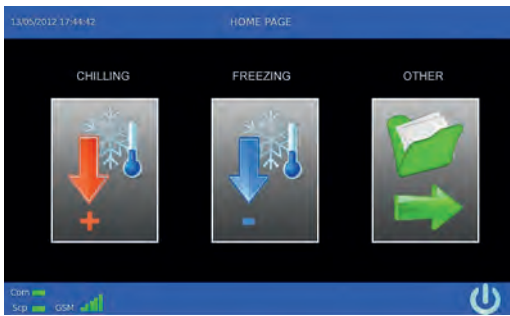 13/05/2012 17:44:42
HOME PAGE
CHILLING
FREEZING
OTHER
+
-
Com
Scp GSM